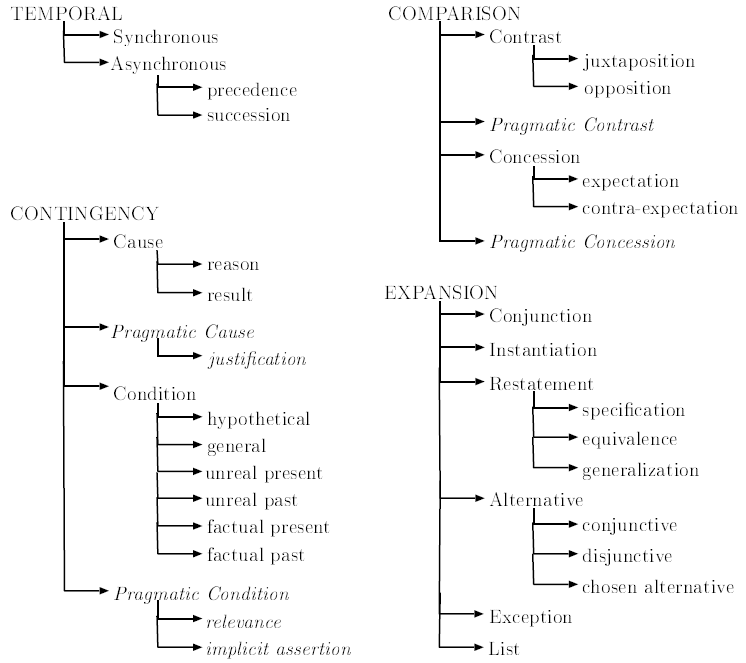 TEMPORAL
Synchronous
Asynchronous
precedence
succession
CONTINGENCY
Cause
reason
result
Pragmatic Cause
justification
Condition
hypothetical
general
unreal present
unreal past
factual present
factual past
Pragmatic Condition
relevance
implicit assertion
COMPARISON
Contrast
juxtaposition
opposition
Pragmatic Contrast
Concession
expectation
contra-expectation
Pragmatic Concession
EXPANSION
Conjunction
Instantiation
Restatement
specification
equivalence
generalization
Alternative
conjunctive
disjunctive
chosen alternative
Exception
List